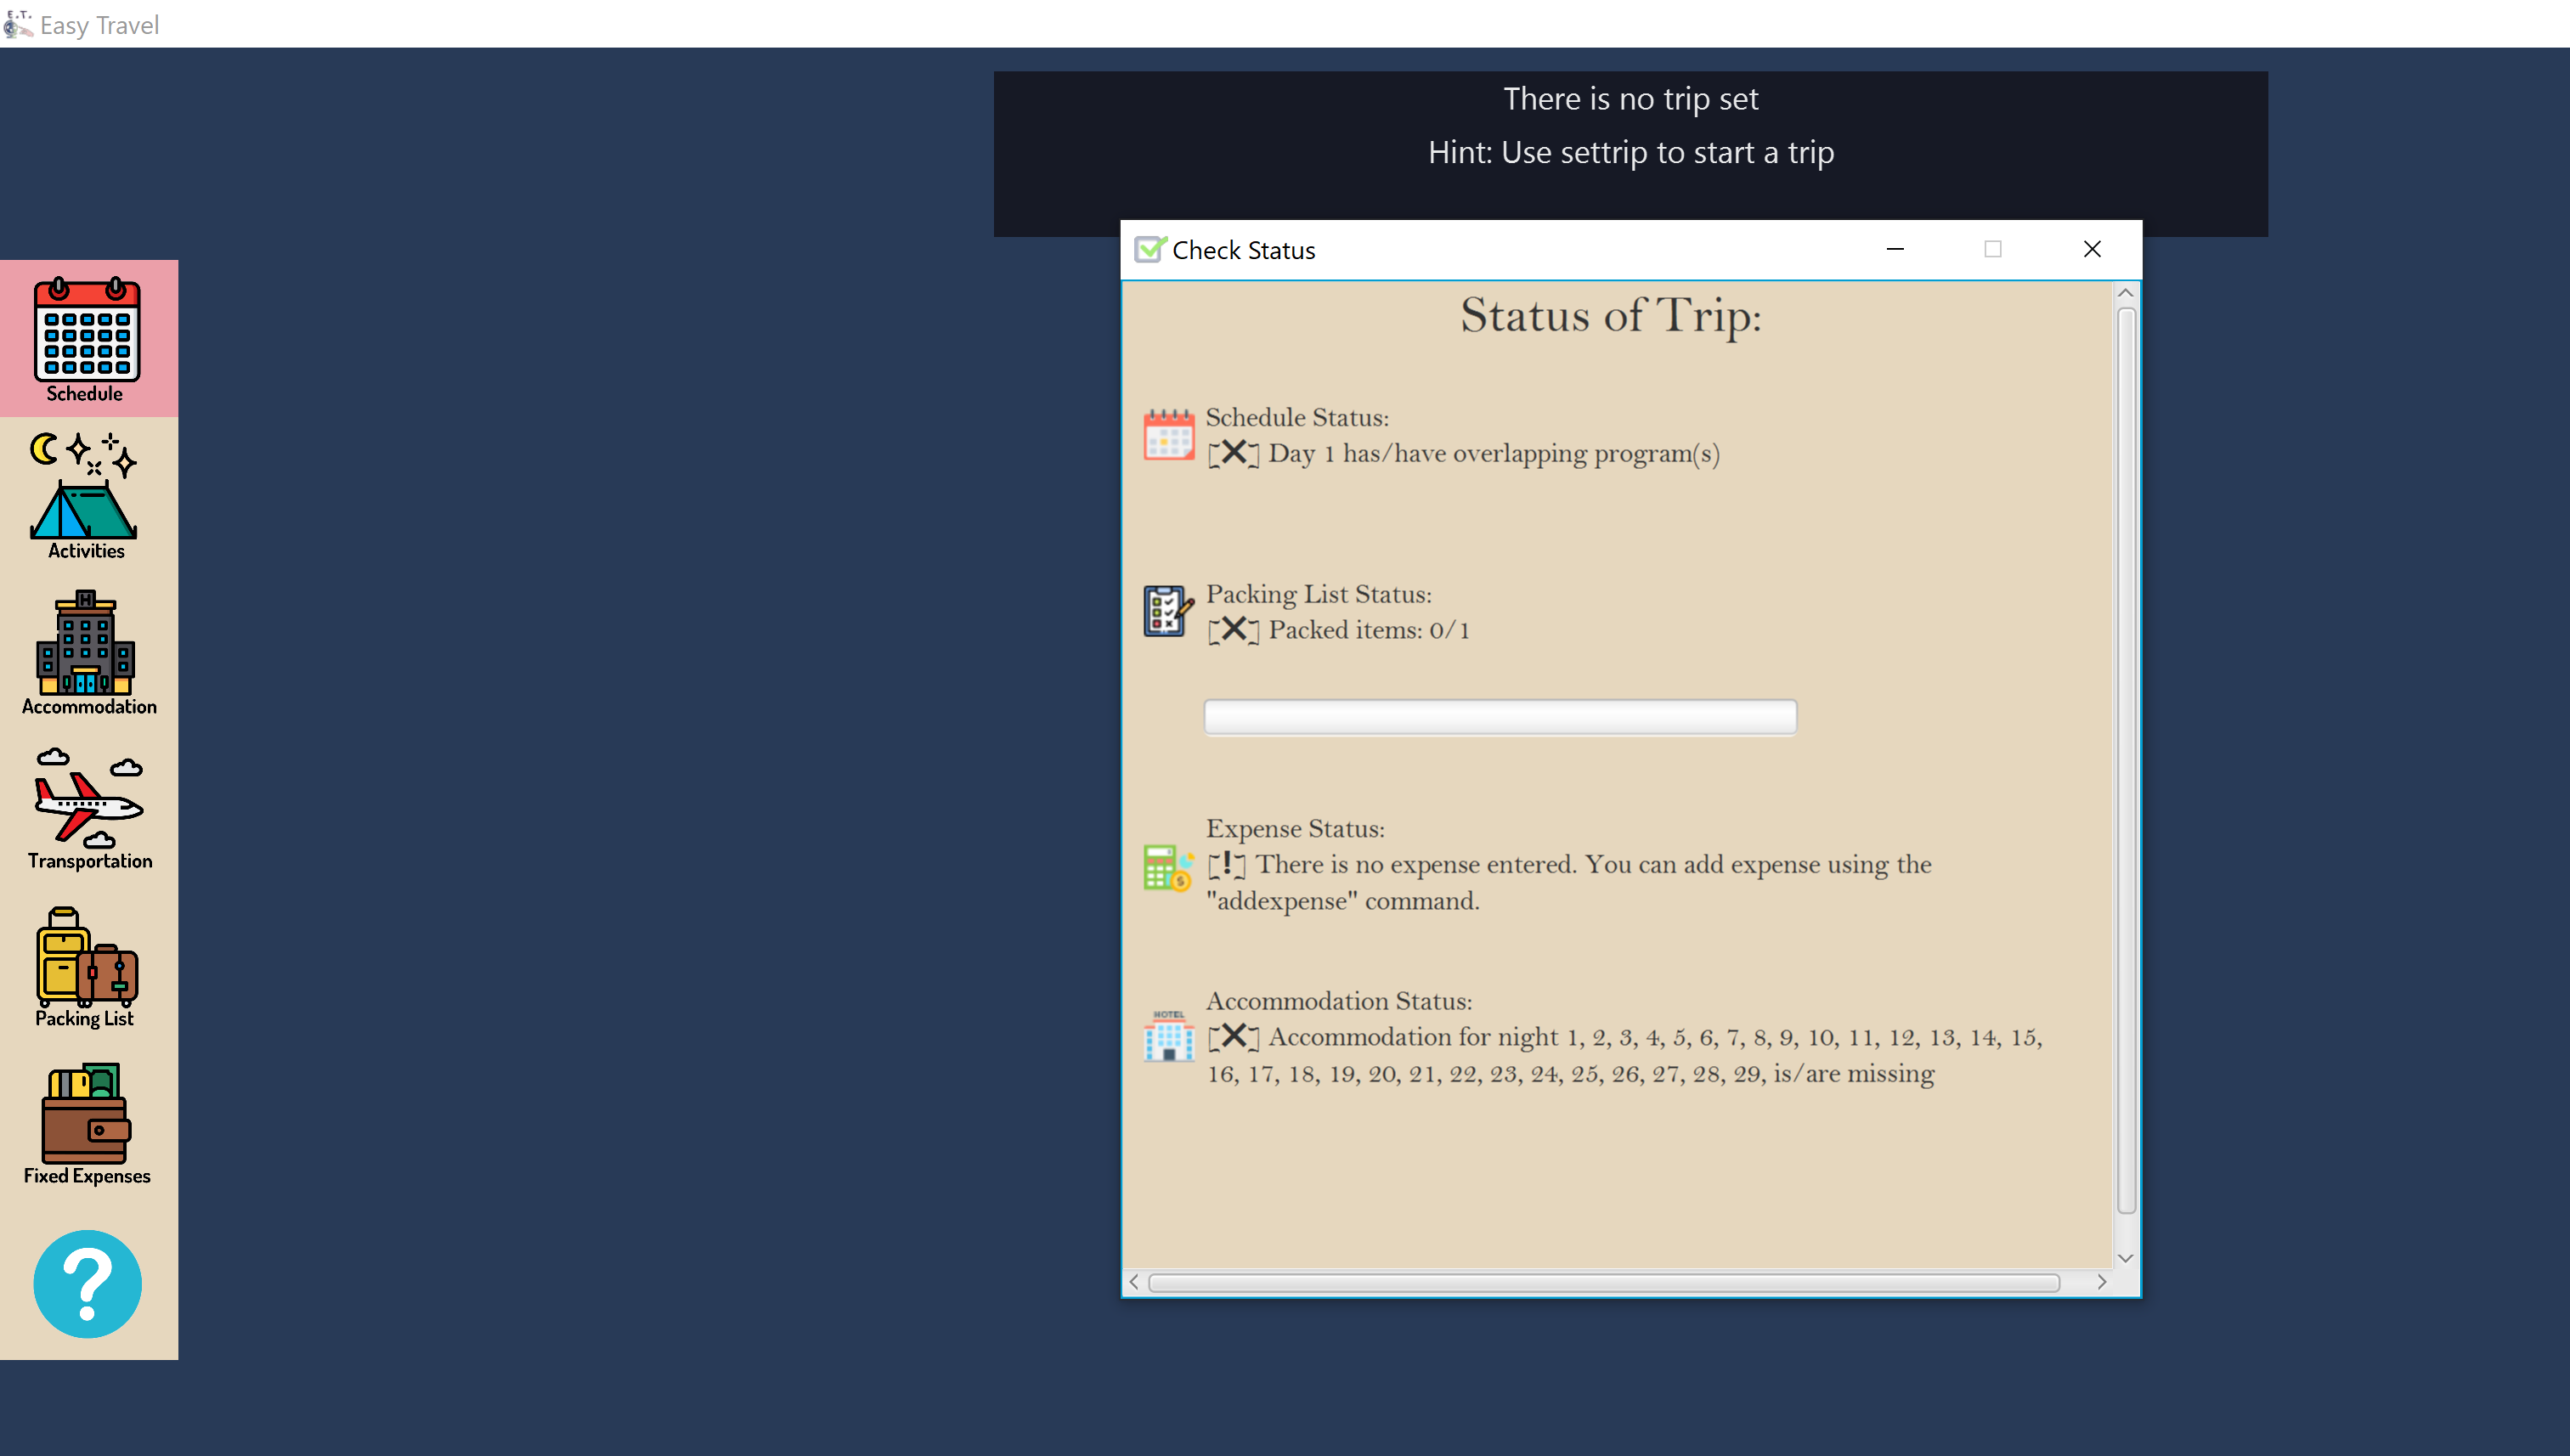 E.T.
Easy Travel
There is no trip set
Hint: Use settrip to start a trip
Check Status
Schedule
Activities
H
Accommodation
Transportation
Packing List
Fixed Expenses
?
Status of Trip:
Schedule Status:
[❌] Day 1 has/have overlapping program(s)
Packing List Status:
[❌] Packed items: 0/1
Expense Status:
[!] There is no expense entered. You can add expense using the
"addexpense" command.
HOTEL
Accommodation Status:
[❌] Accommodation for night 1, 2, 3, 4, 5, 6, 7, 8, 9, 10, 11, 12, 13, 14, 15,
16, 17, 18, 19, 20, 21, 22, 23, 24, 25, 26, 27, 28, 29, is/are missing